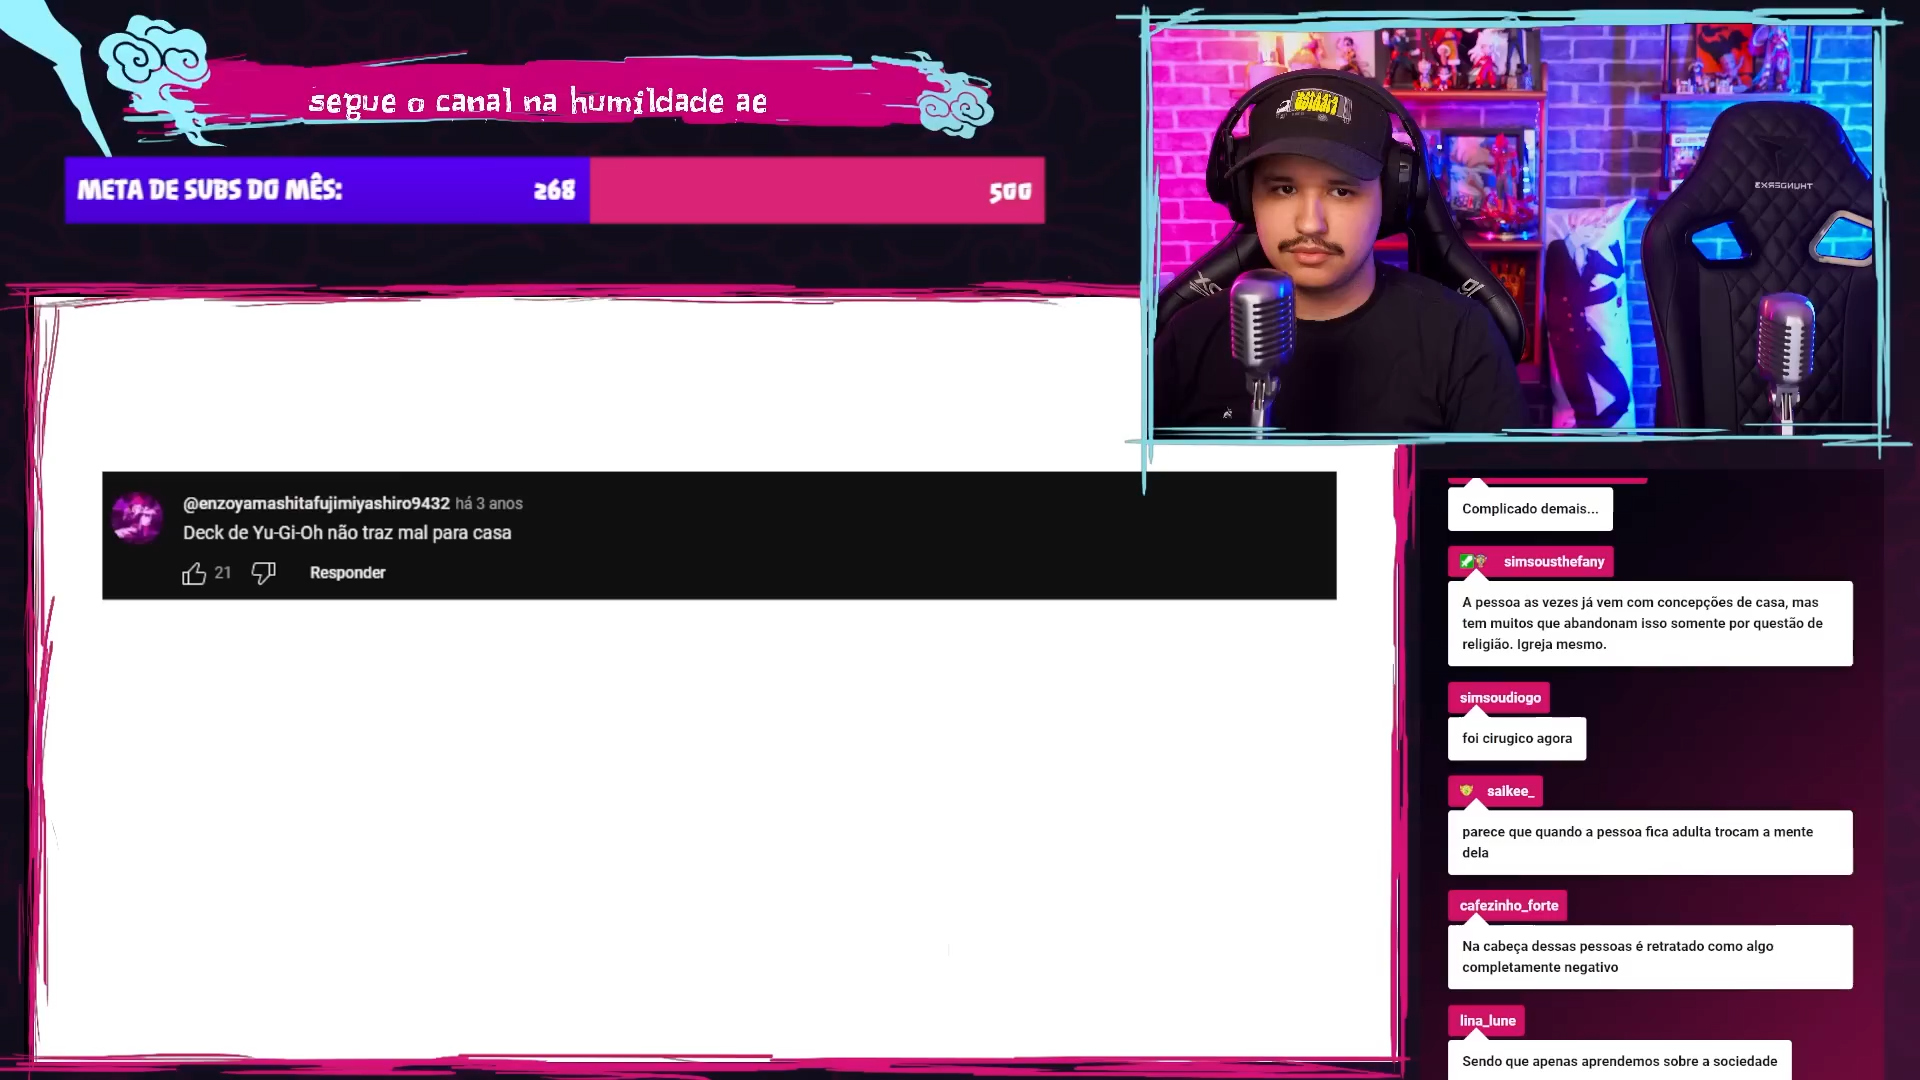 segue o canal na humildade ae
META DE SUBS DO MÊS: 268 500
@enzoyamashitafujimiyashiro9432 há 3 anos
Deck de Yu-Gi-Oh não traz mal para casa
21 Responder
Complicado demais...
simsousthefany
A pessoa as vezes já vem com concepções de casa, mas
tem muitos que abandonam isso somente por questão de
religião. Igreja mesmo.
simsoudiogo
foi cirugico agora
salkee_
parece que quando a pessoa fica adulta trocam a mente
dela
cafezinho_forte
Na cabeça dessas pessoas é retratado como algo
completamente negativo
lina_lune
Sendo que apenas aprendemos sobre a sociedade